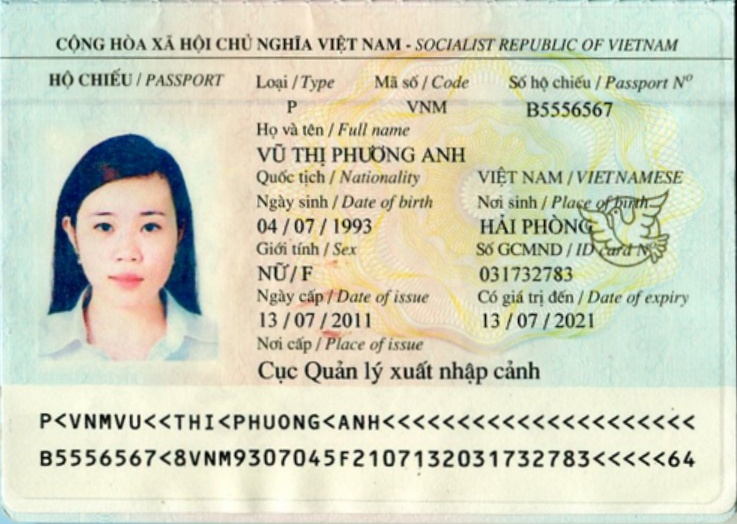 CỘNG HÒA XÃ HỘI CHỦ NGHĨA VIỆT NAM - SOCIALIST REPUBLIC OF VIETNAM
HỘ CHIẾU / PASSPORT Loại / Type Mã số / Code Số hộ chiếu / Passport Nº
P VNM B5556567
Họ và tên / Full name
VŨ THỊ PHƯƠNG ANH
Quốc tịch / Nationality VIỆT NAM / VIETNAMESE
Ngày sinh / Date of birth Nơi sinh / Place of birth
04 / 07 / 1993 HẢI PHÒNG
Giới tính / Sex Số GCMND / ID card Nº
NỮ / F 031732783
Ngày cấp / Date of issue Có giá trị đến / Date of expiry
13 / 07 / 2011 13 / 07 / 2021
Nơi cấp / Place of issue
Cục Quản lý xuất nhập cảnh
P<VNMVU<<THI<PHUONG<ANH<<<<<<<<<<<<<<<<<<<<<
B5556567<8VNM9307045F2107132031732783<<<<<64